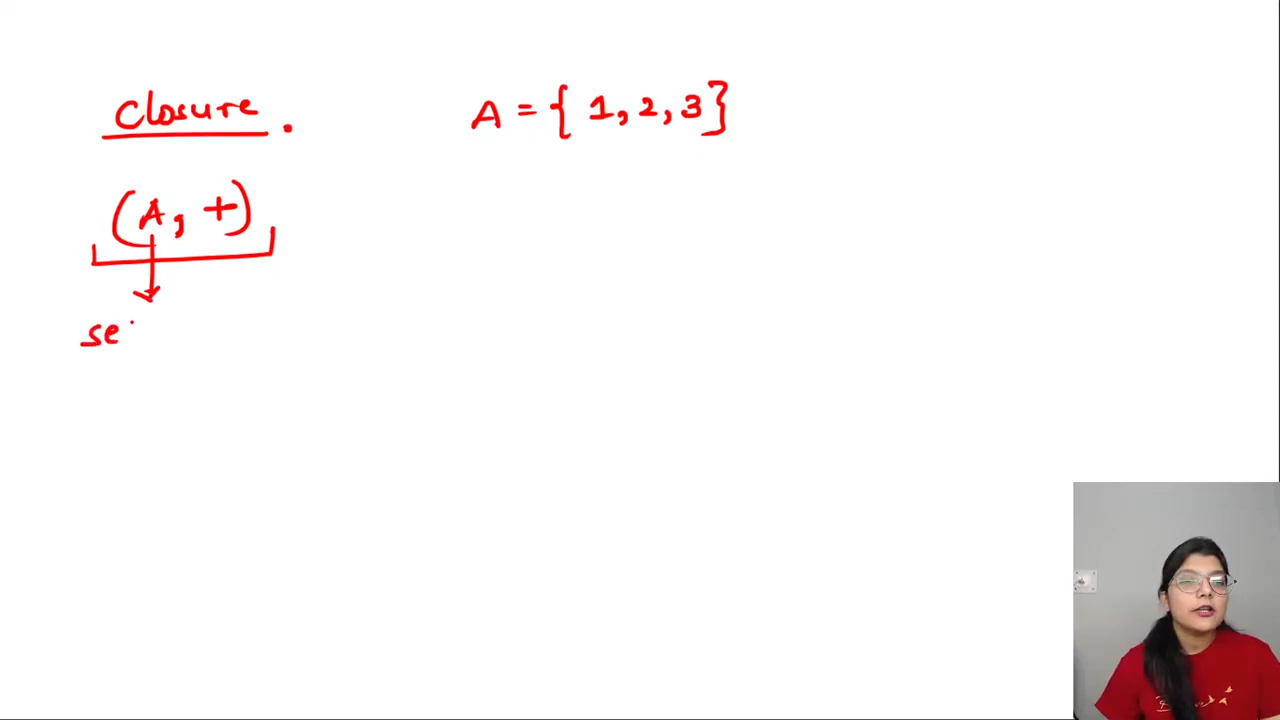 Closure.
A = { 1, 2, 3}
(A, +)
se